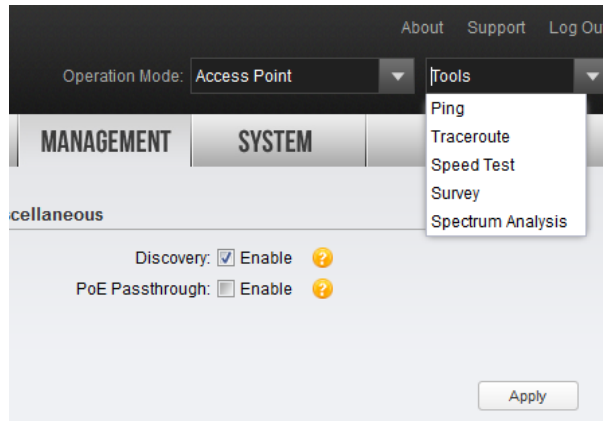 About Support Log Ou
Operation Mode: Access Point Tools
Ping
Traceroute
Speed Test
Survey
Spectrum Analysis
MANAGEMENT SYSTEM
cellaneous
Discovery: Enable ?
PoE Passthrough: Enable ?
Apply